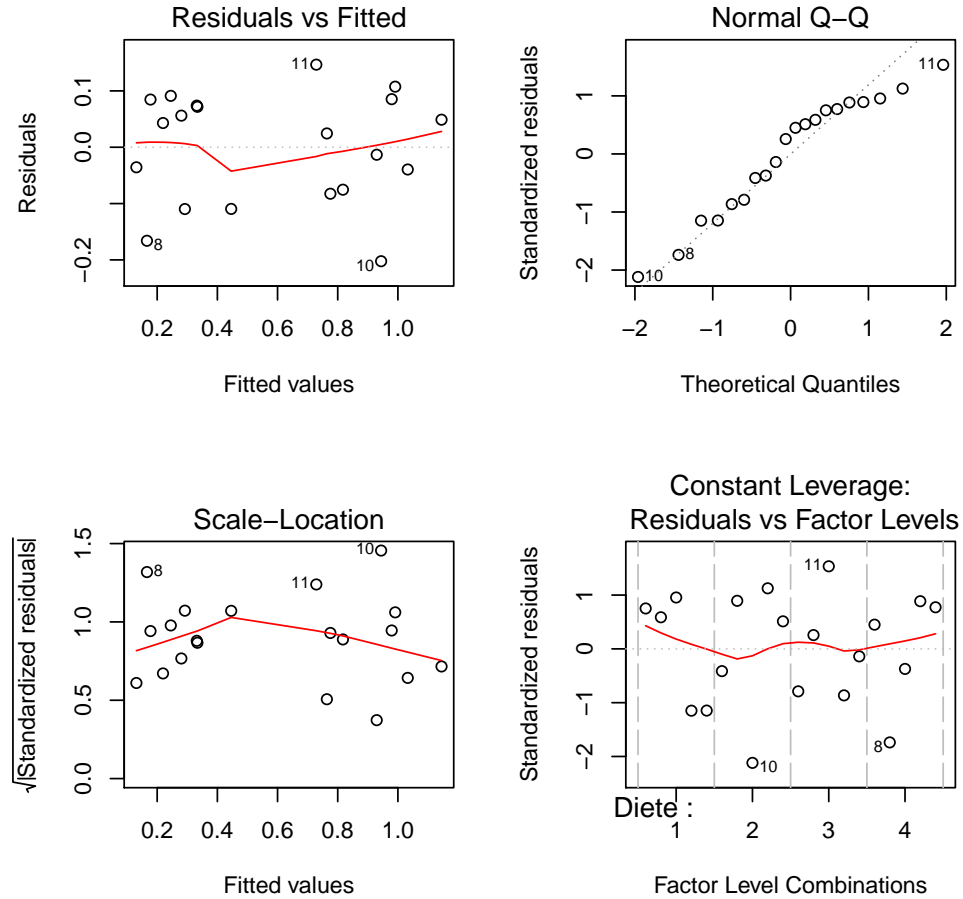 Residuals vs Fitted
Residuals
−0.2
0.0
0.1
11
8
10
0.2 0.4 0.6 0.8 1.0
Fitted values
Normal Q−Q
Standardized residuals
−2
−1
0
1
11
8
10
−2 −1 0 1 2
Theoretical Quantiles
Scale−Location
√|Standardized residuals|
0.0
0.5
1.0
1.5
8
10
11
0.2 0.4 0.6 0.8 1.0
Fitted values
Constant Leverage:
Residuals vs Factor Levels
Standardized residuals
−2
−1
0
1
11
10
8
Diete :
1 2 3 4
Factor Level Combinations